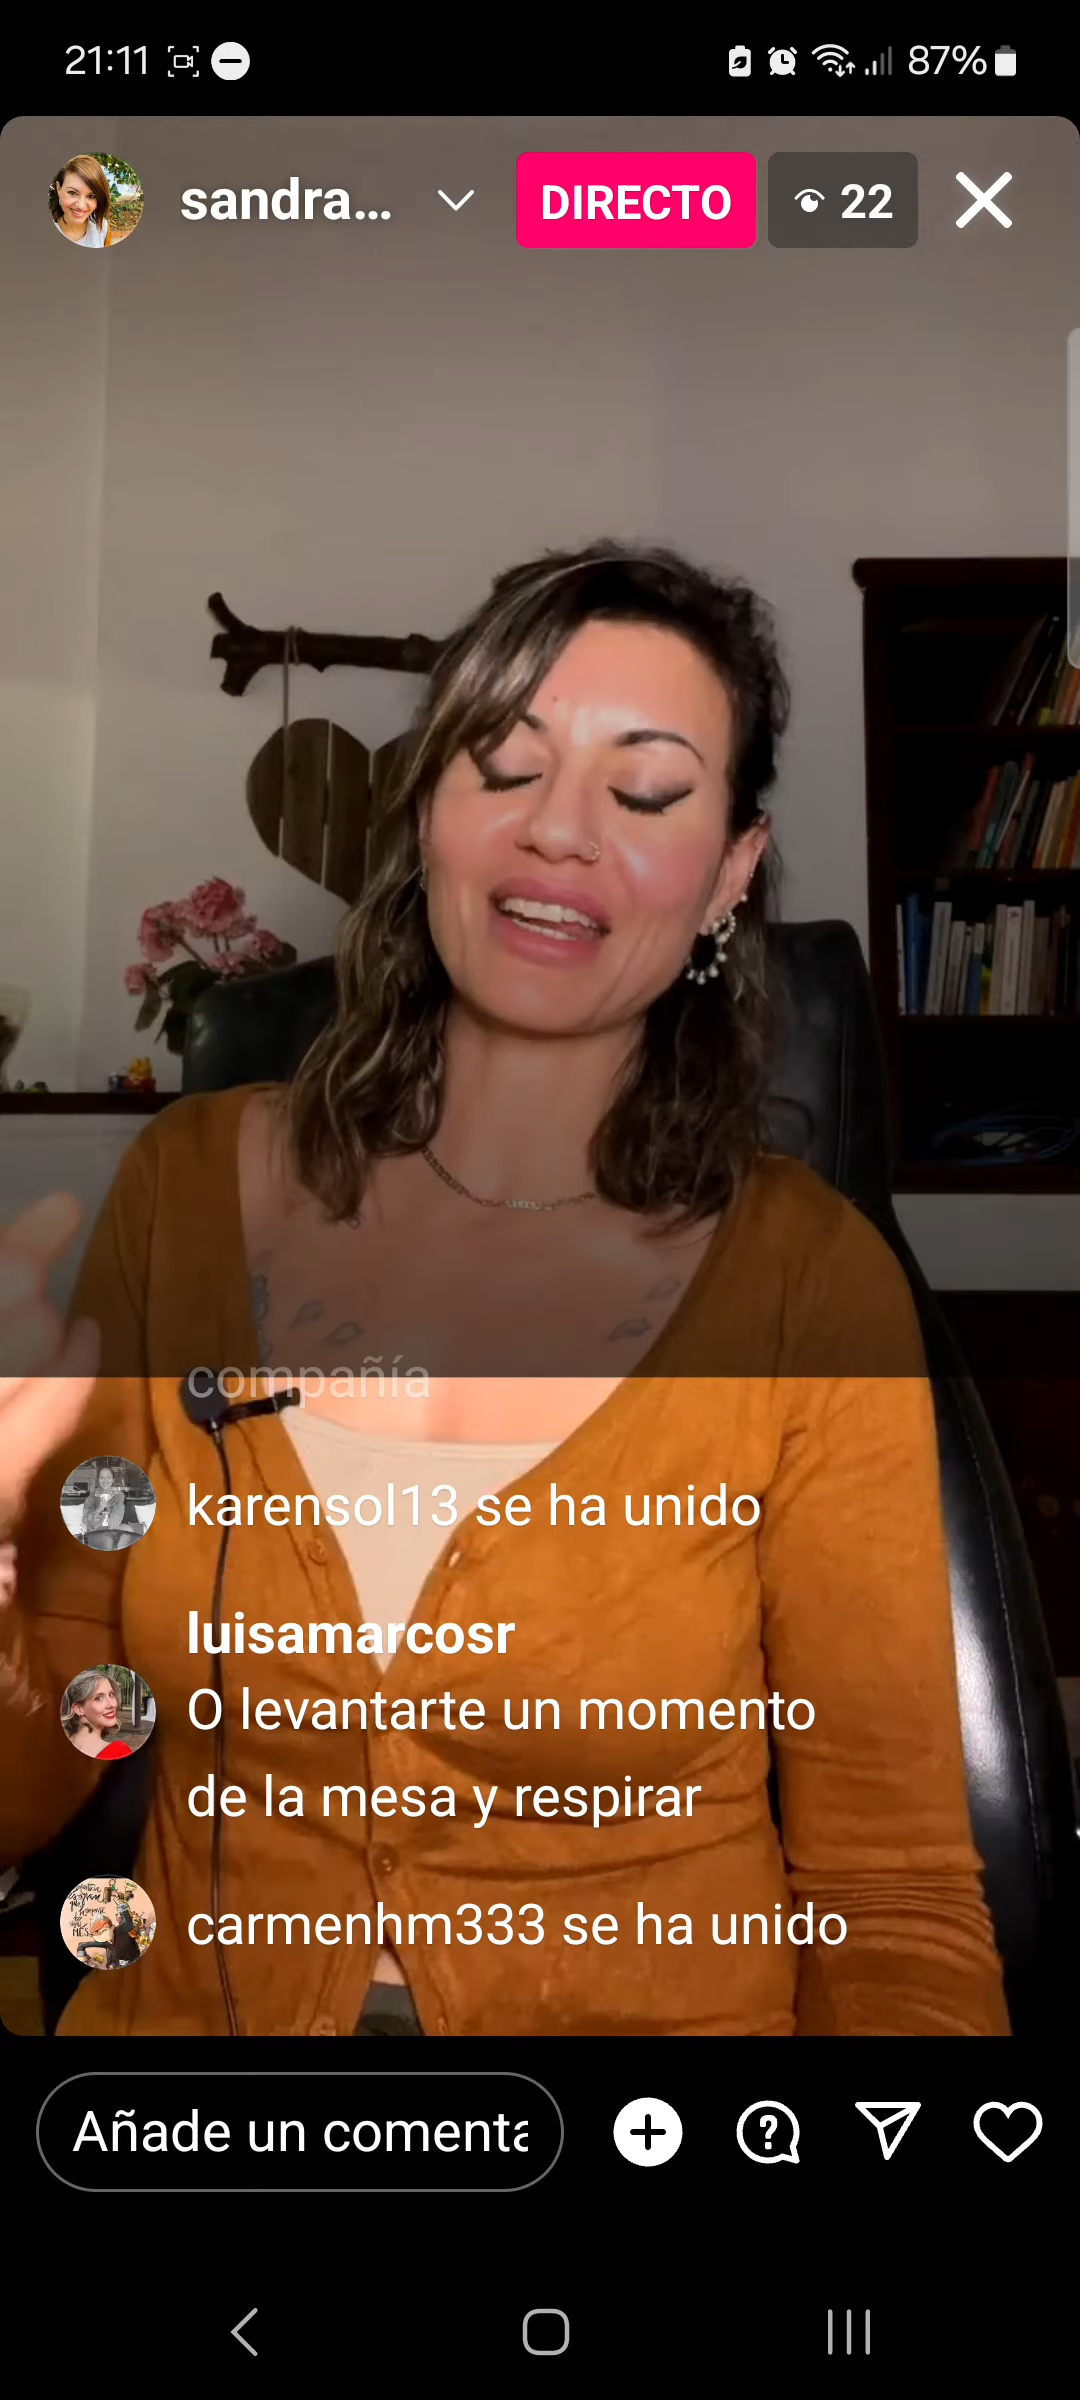 21:11
87%
sandra...
DIRECTO
22
compañía
karensol13 se ha unido
luisamarcosr
O levantarte un momento
de la mesa y respirar
carmenhm333 se ha unido
Añade un comenta